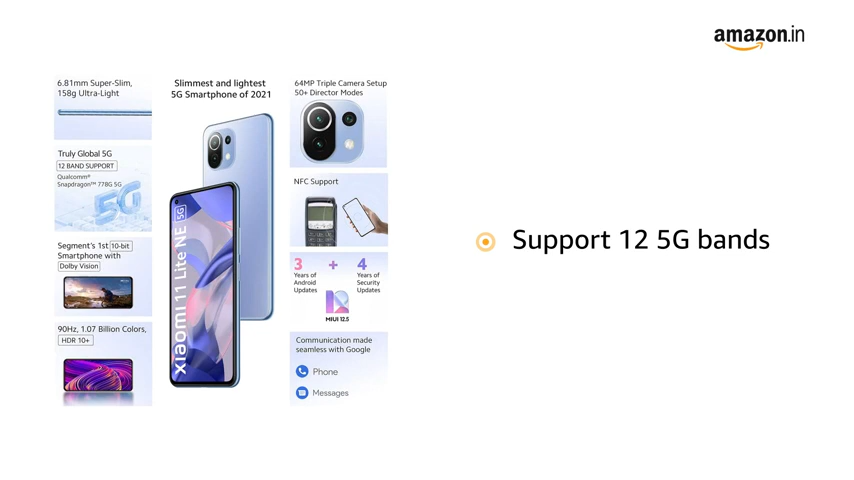 amazon.in
6.81mm Super-Slim,
158g Ultra-Light
Truly Global 5G
12 BAND SUPPORT
Qualcomm®
Snapdragon™ 778G 5G
5G
Segment's 1st 10-bit
Smartphone with
Dolby Vision
90Hz, 1.07 Billion Colors,
HDR 10+
Slimmest and lightest
5G Smartphone of 2021
Xiaomi 11 Lite NE 5G
64MP Triple Camera Setup
50+ Director Modes
NFC Support
3 + 4
Years of Android Updates
Years of Security Updates
MIUI 12.5
Communication made
seamless with Google
Phone
Messages
Support 12 5G bands